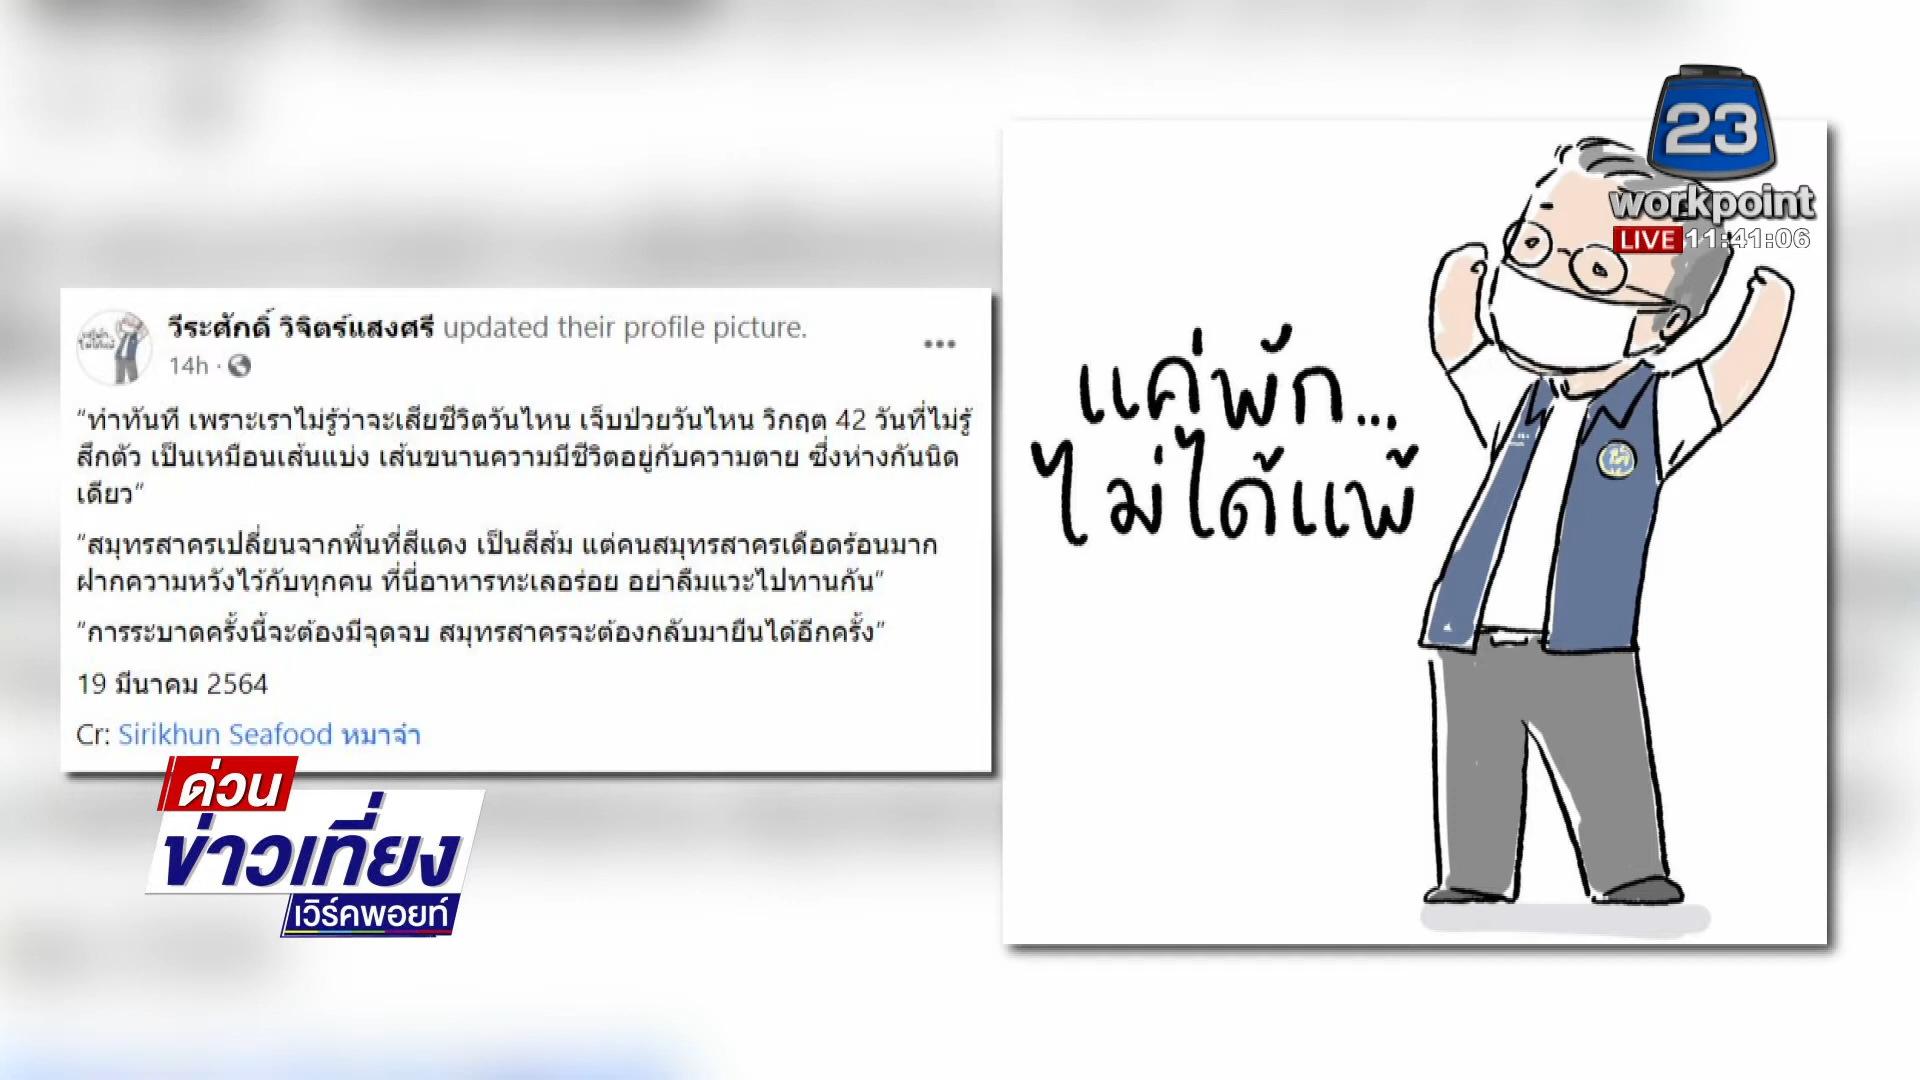 23
workpoint
LIVE 11:41:06
วีระศักดิ์ วิจิตร์แสงศรี updated their profile picture.
14h
“ทำทันที เพราะเราไม่รู้ว่าจะเสียชีวิตวันไหน เจ็บป่วยวันไหน วิกฤต 42 วันที่ไม่รู้
สึกตัว เป็นเหมือนเส้นแบ่ง เส้นขนานความมีชีวิตอยู่กับความตาย ซึ่งห่างกันนิด
เดียว”
“สมุทรสาครเปลี่ยนจากพื้นที่สีแดง เป็นสีส้ม แต่คนสมุทรสาครเดือดร้อนมาก
ฝากความหวังไว้กับทุกคน ที่นี่อาหารทะเลอร่อย อย่าลืมแวะไปทานกัน”
“การระบาดครั้งนี้จะต้องมีจุดจบ สมุทรสาครจะต้องกลับมายืนได้อีกครั้ง”
19 มีนาคม 2564
Cr: Sirikhun Seafood หมาจ๋า
แค่พัก...
ไม่ได้แพ้
ด่วน
ข่าวเที่ยง
เวิร์คพอยท์